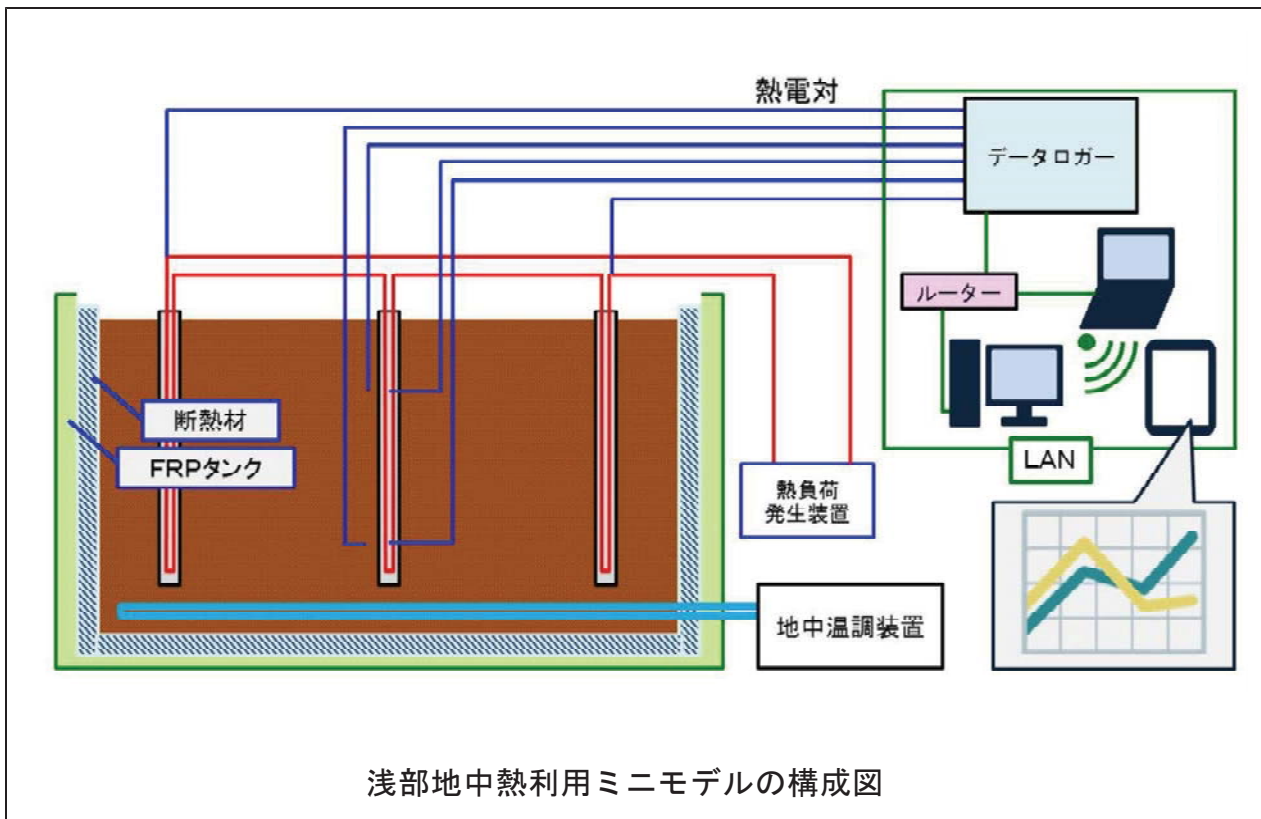 熱電対
データロガー
ルーター
断熱材
FRPタンク
LAN
熱負荷
発生装置
地中温調装置
浅部地中熱利用ミニモデルの構成図